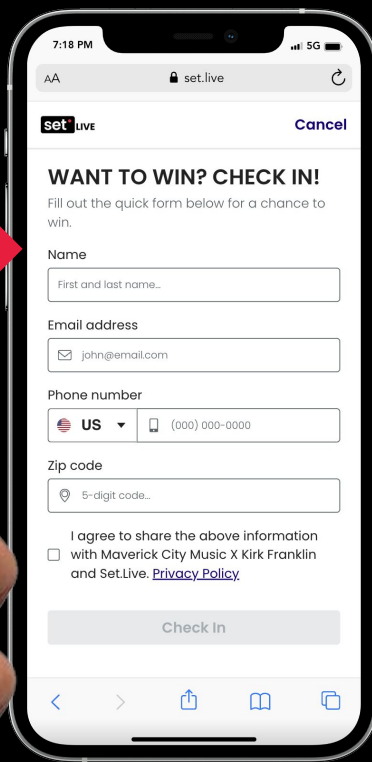 7:18 PM
5G
AA
set.live
set. LIVE
Cancel
WANT TO WIN? CHECK IN!
Fill out the quick form below for a chance to
win.
Name
First and last name...
Email address
john@email.com
Phone number
US
(000) 000-0000
Zip code
5-digit code...
I agree to share the above information
with Maverick City Music X Kirk Franklin
and Set.Live. Privacy Policy
Check In